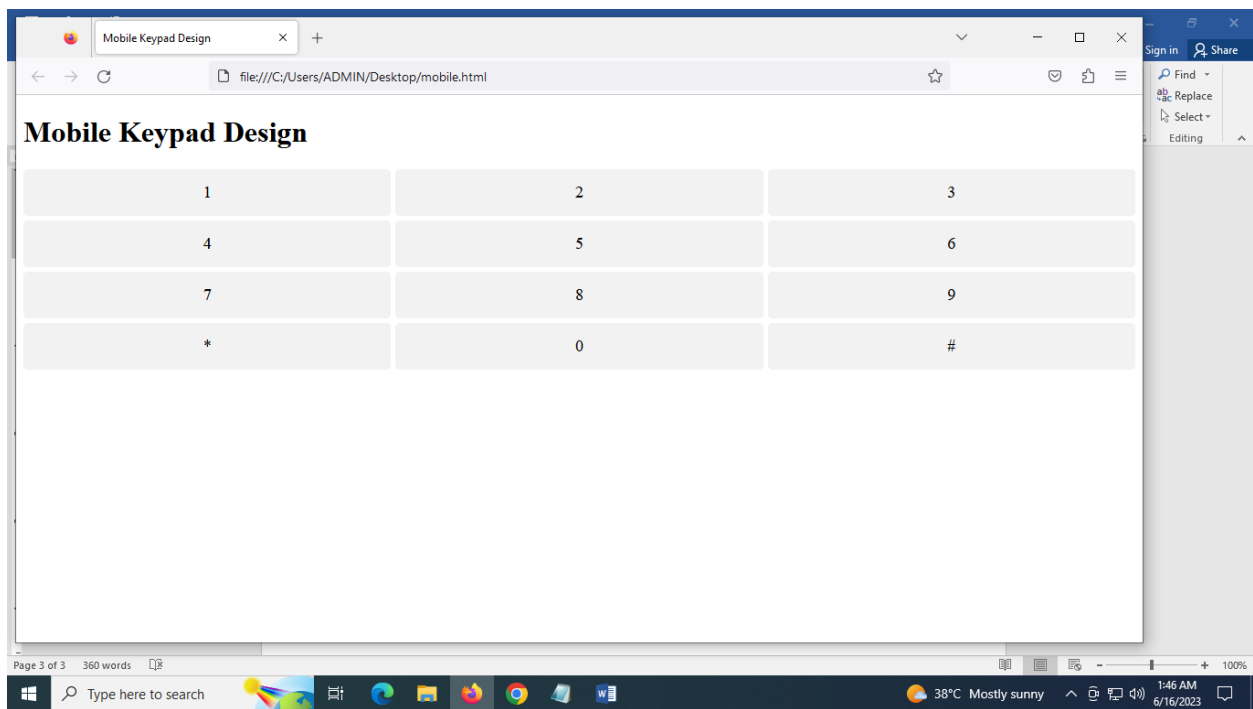 Mobile Keypad Design
Sign in Share
file:///C:/Users/ADMIN/Desktop/mobile.html
Find
Replace
Select
Editing
Mobile Keypad Design
1 2 3
4 5 6
7 8 9
* 0 #
Page 3 of 3 360 words 100%
Type here to search 38°C Mostly sunny 1:46 AM
6/16/2023